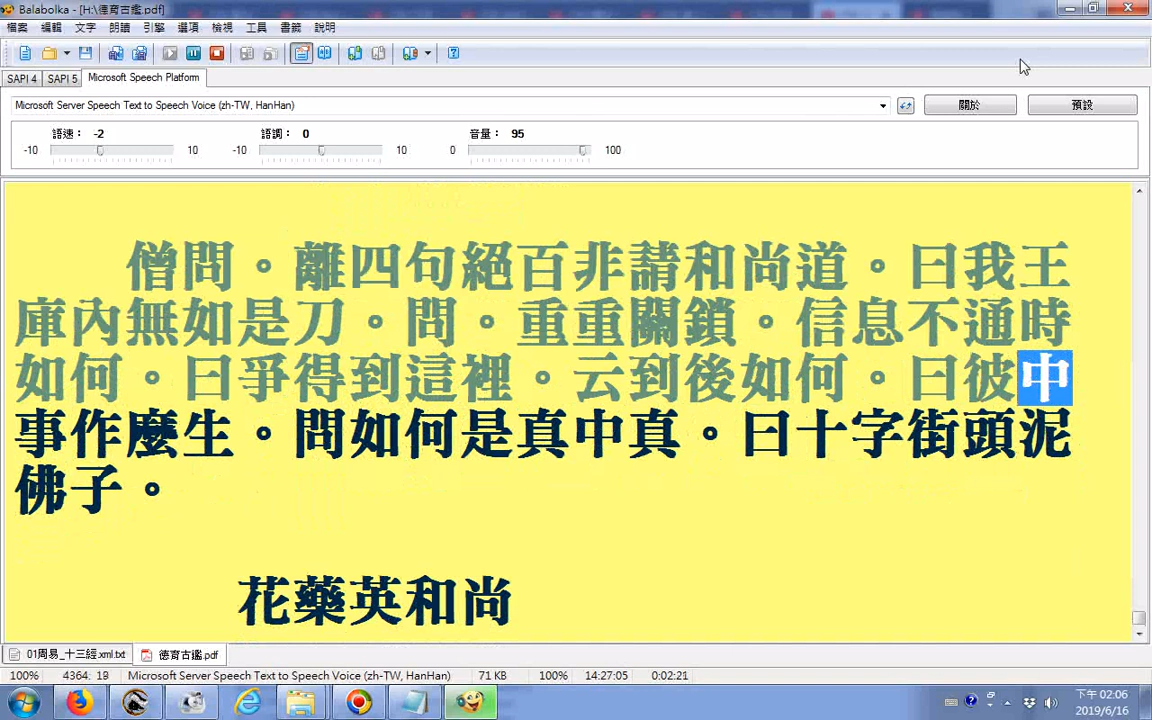 Balabolka - [H:\德育古鑑.pdf]
檔案 編輯 文字 朗讀 引擎 選項 檢視 工具 書籤 說明
SAPI 4 SAPI 5 Microsoft Speech Platform
Microsoft Server Speech Text to Speech Voice (zh-TW, HanHan) 關於 預設
語速： -2 語調： 0 音量： 95
-10 10 -10 10 0 100
僧問。離四句絕百非請和尚道。曰我王
庫內無如是刀。問。重重關鎖。信息不通時
如何。曰爭得到這裡。云到後如何。曰彼中
事作麼生。問如何是真中真。曰十字街頭泥
佛子。
花藥英和尚
01周易_十三經.xml.txt 德育古鑑.pdf
100% 4364: 19 Microsoft Server Speech Text to Speech Voice (zh-TW, HanHan) 71 KB 100% 14:27:05 0:02:21
下午 02:06
2019/6/16